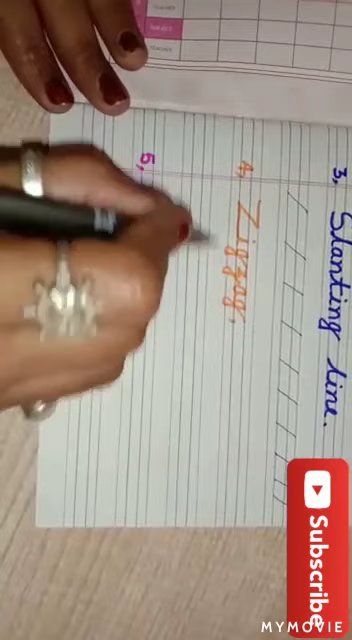 3, Slanting line.
4, Zigzag.
5,
Subscribe
MYMOVIE